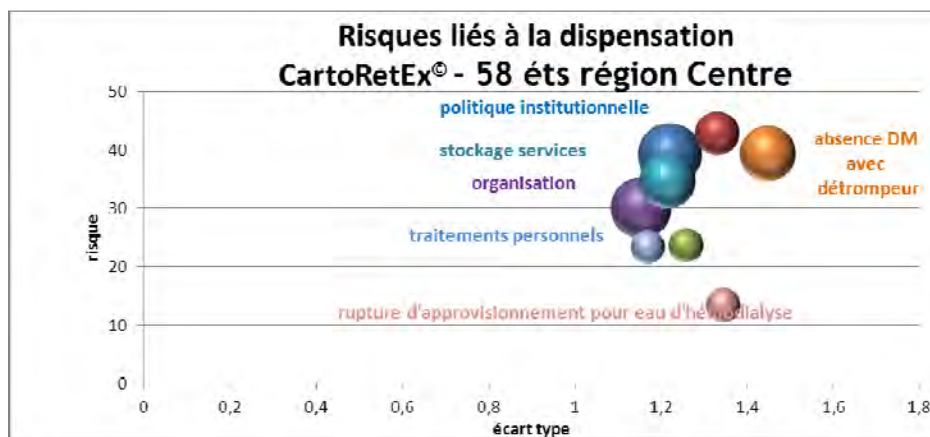 Risques liés à la dispensation
CartoRetEx© - 58 éts région Centre
50
40
30
20
10
0
risque
politique institutionnelle
stockage services
organisation
traitements personnels
absence DM
avec
détrompeur
rupture d'approvisionnement pour eau d'hémodialyse
0
0,2
0,4
0,6
0,8
1
1,2
1,4
1,6
1,8
écart type